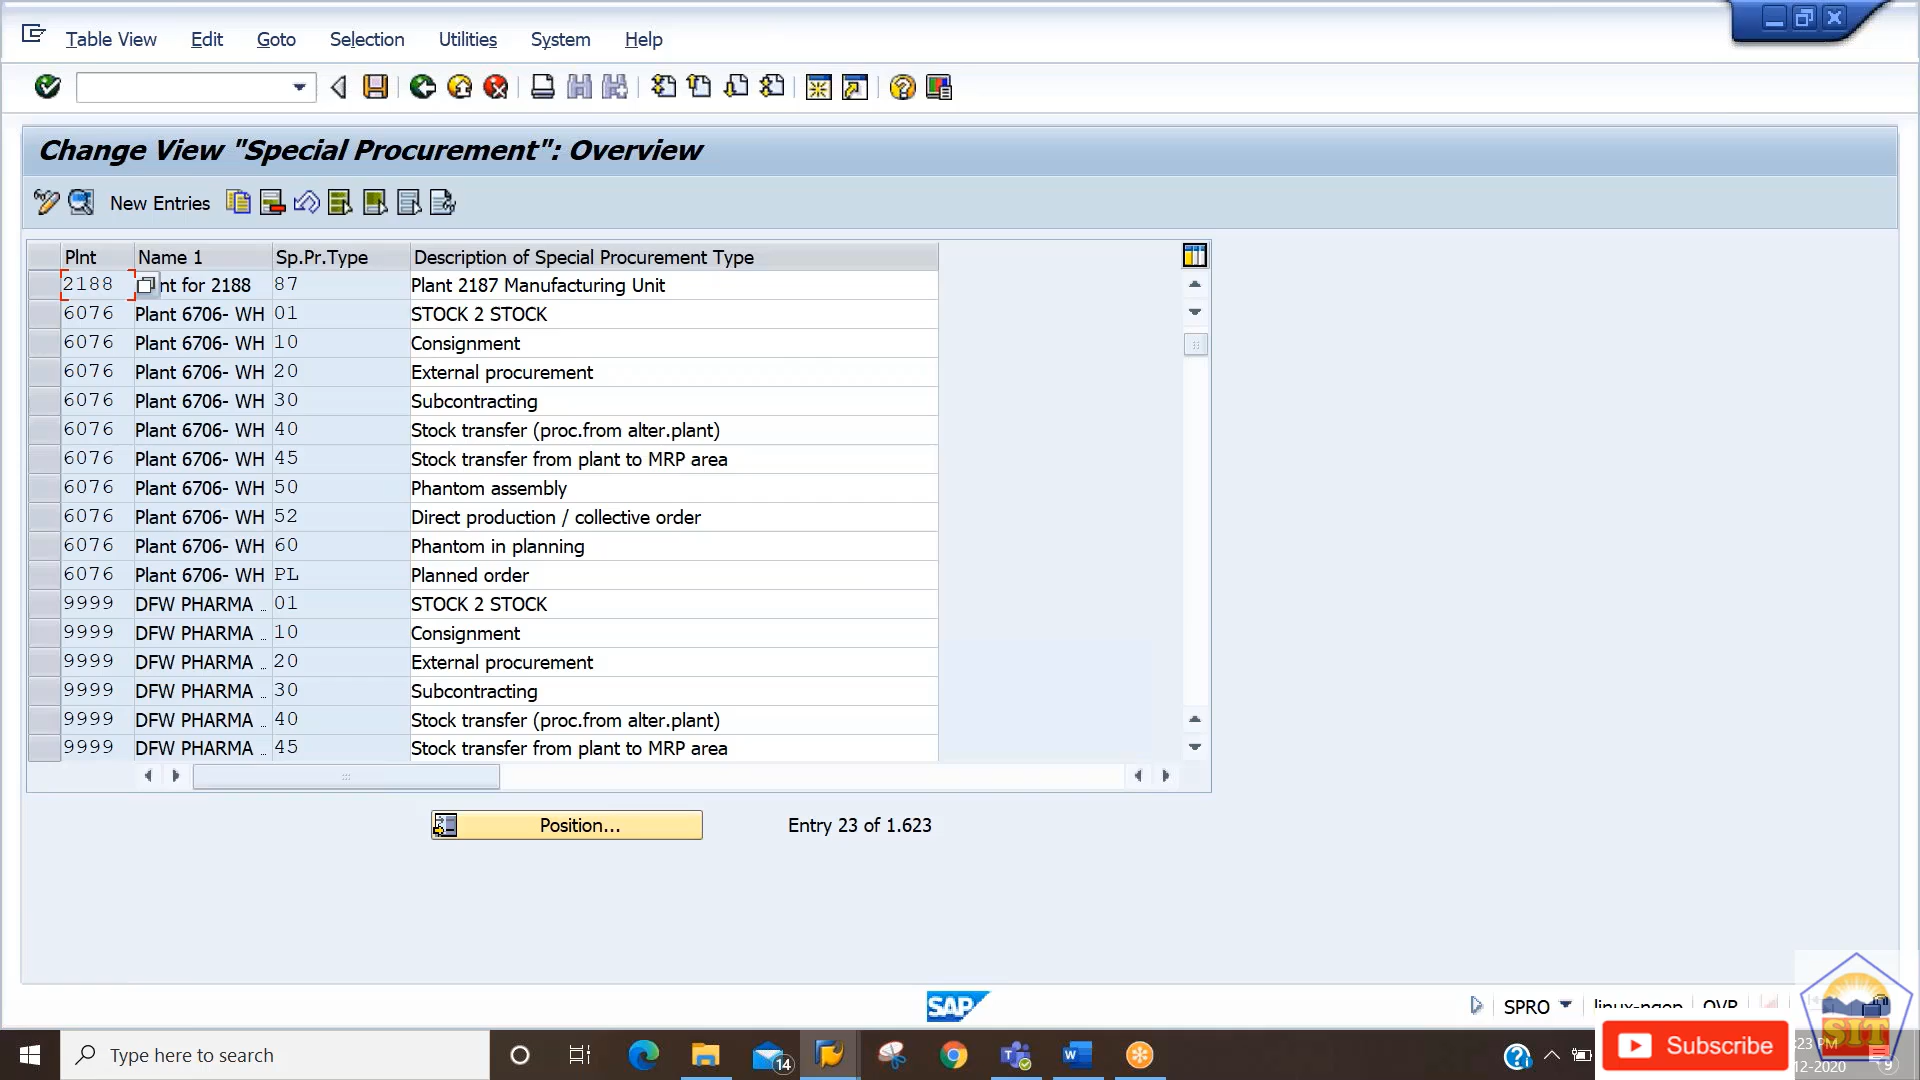 Table View Edit Goto Selection Utilities System Help
Change View "Special Procurement": Overview
New Entries
Plnt Name 1 Sp.Pr.Type Description of Special Procurement Type
2188 nt for 2188 87 Plant 2187 Manufacturing Unit
6076 Plant 6706- WH 01 STOCK 2 STOCK
6076 Plant 6706- WH 10 Consignment
6076 Plant 6706- WH 20 External procurement
6076 Plant 6706- WH 30 Subcontracting
6076 Plant 6706- WH 40 Stock transfer (proc.from alter.plant)
6076 Plant 6706- WH 45 Stock transfer from plant to MRP area
6076 Plant 6706- WH 50 Phantom assembly
6076 Plant 6706- WH 52 Direct production / collective order
6076 Plant 6706- WH 60 Phantom in planning
6076 Plant 6706- WH PL Planned order
9999 DFW PHARMA .. 01 STOCK 2 STOCK
9999 DFW PHARMA .. 10 Consignment
9999 DFW PHARMA .. 20 External procurement
9999 DFW PHARMA .. 30 Subcontracting
9999 DFW PHARMA .. 40 Stock transfer (proc.from alter.plant)
9999 DFW PHARMA .. 45 Stock transfer from plant to MRP area
Position... Entry 23 of 1.623
SAP SPRO OVR
SIT
Type here to search 14 Subscribe :23 PM
12-2020 9